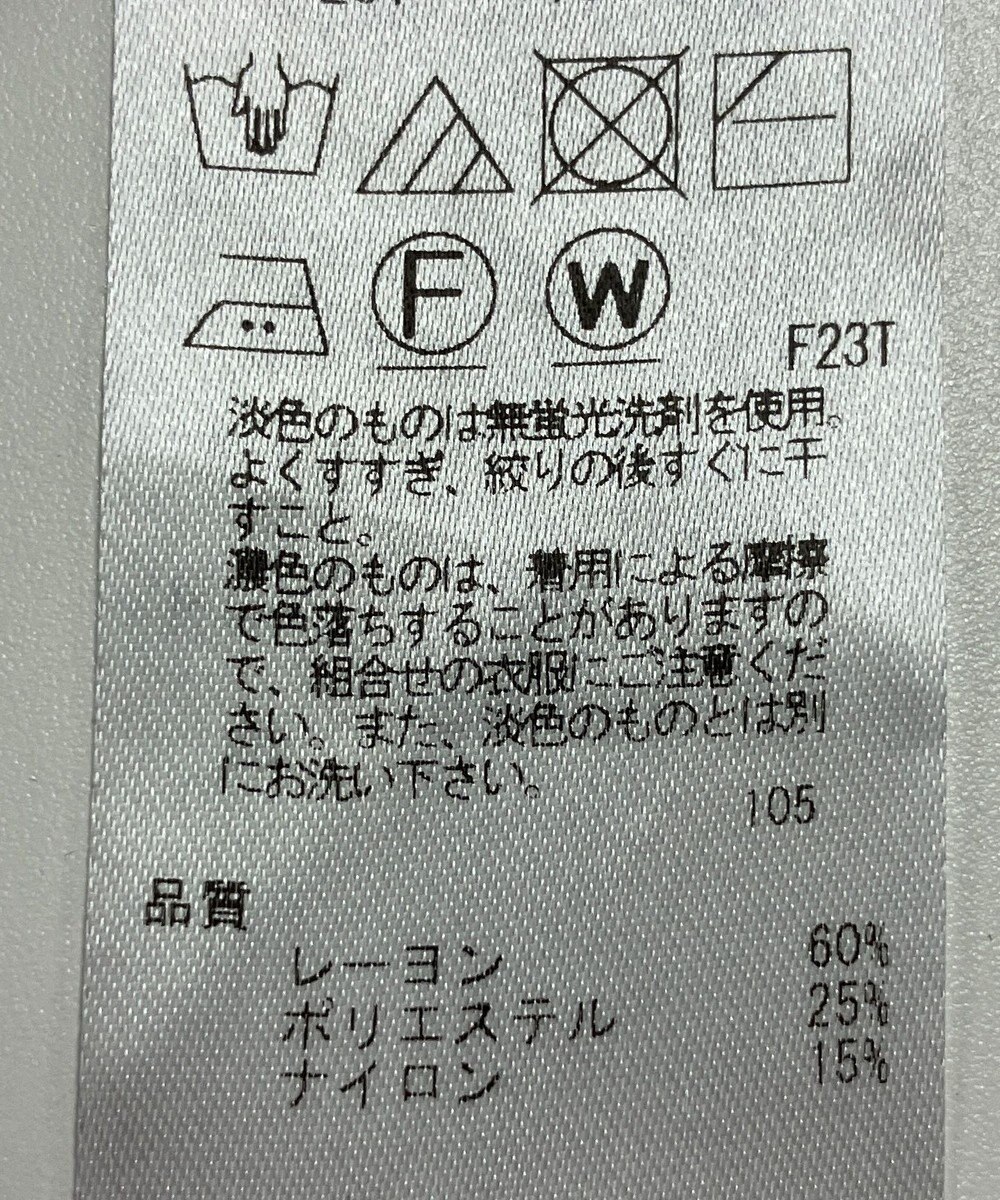 F
W
F23T
淡色のものは無蛍光洗剤を使用。
よくすすぎ、絞りの後すぐに干
すこと。
濃色のものは、着用による摩擦
で色落ちすることがありますの
で、組合せの衣服にご注意くだ
さい。また、淡色のものとは別
にお洗い下さい。
105
品質
レーヨン 60%
ポリエステル 25%
ナイロン 15%